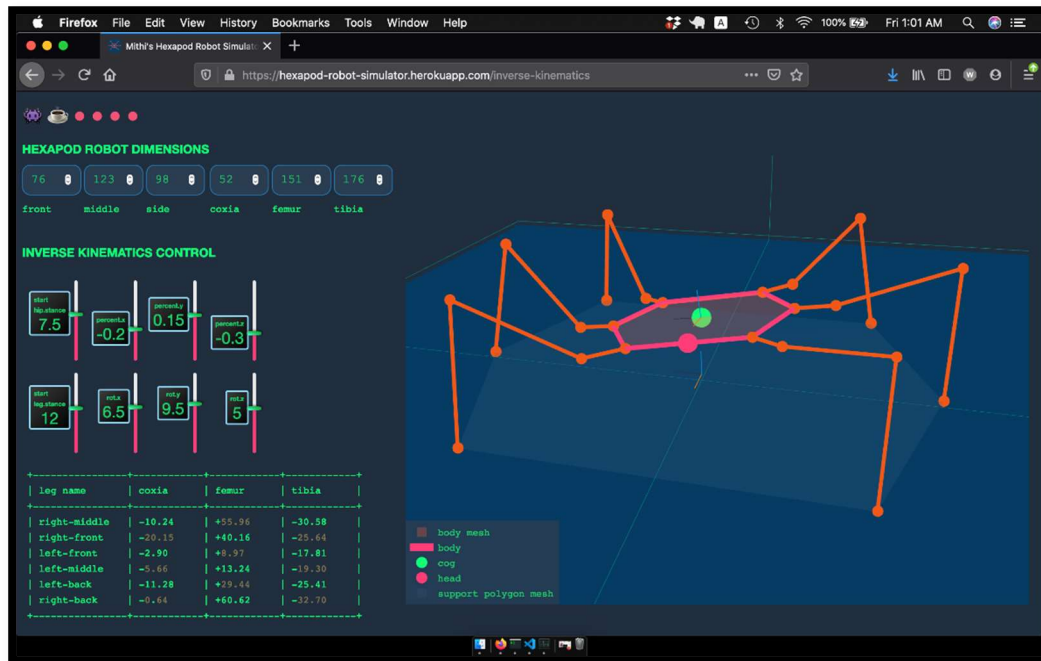 Firefox File Edit View History Bookmarks Tools Window Help 100% Fri 1:01 AM
Mithi's Hexapod Robot Simulato
https://hexapod-robot-simulator.herokuapp.com/inverse-kinematics
HEXAPOD ROBOT DIMENSIONS
76 123 98 52 151 176
front middle side coxia femur tibia
INVERSE KINEMATICS CONTROL
start hip.stance 7.5
percent.x -0.2
percent.y 0.15
percent.z -0.3
start leg.stance 12
rot.x 6.5
rot.y 9.5
rot.z 5
+----------------+------------+------------+------------+
| leg name | coxia | femur | tibia |
+----------------+------------+------------+------------+
| right-middle | -10.24 | +55.96 | -30.58 |
| right-front | -20.15 | +40.16 | -25.64 |
| left-front | -2.90 | +8.97 | -17.81 |
| left-middle | -5.66 | +13.24 | -19.30 |
| left-back | -11.28 | +29.44 | -25.41 |
| right-back | -0.64 | +60.62 | -32.70 |
+----------------+------------+------------+------------+
body mesh
body
cog
head
support polygon mesh